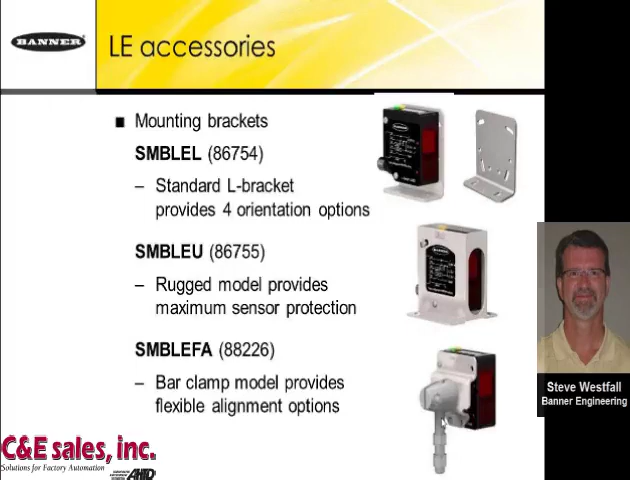 BANNER
LE accessories
■ Mounting brackets
SMBLEL (86754)
– Standard L-bracket
provides 4 orientation options
SMBLEU (86755)
– Rugged model provides
maximum sensor protection
SMBLEFA (88226)
– Bar clamp model provides
flexible alignment options
Steve Westfall
Banner Engineering
C&E sales, inc.
Solutions for Factory Automation
AHTD